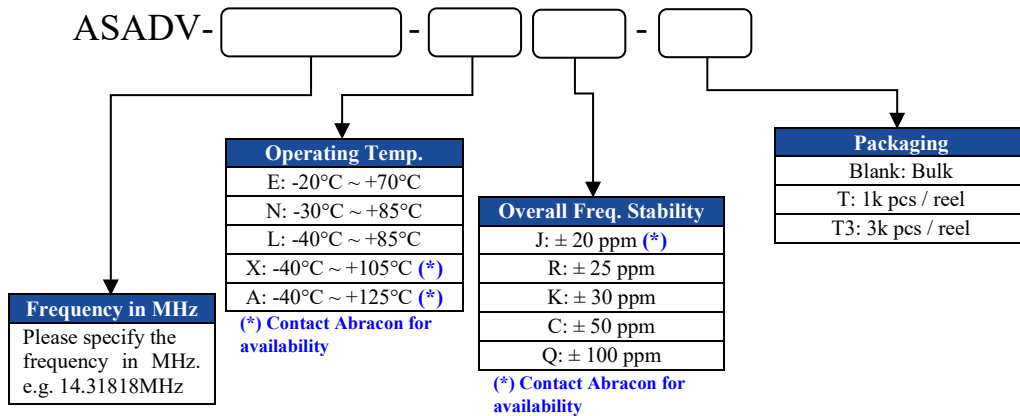 ASADV- - -
Operating Temp.
E: -20°C ~ +70°C
N: -30°C ~ +85°C
L: -40°C ~ +85°C
X: -40°C ~ +105°C (*)
A: -40°C ~ +125°C (*)
(*) Contact Abracon for
availability
Packaging
Blank: Bulk
T: 1k pcs / reel
T3: 3k pcs / reel
Overall Freq. Stability
J: ± 20 ppm (*)
R: ± 25 ppm
K: ± 30 ppm
C: ± 50 ppm
Q: ± 100 ppm
(*) Contact Abracon for
availability
Frequency in MHz
Please specify the
frequency in MHz.
e.g. 14.31818MHz